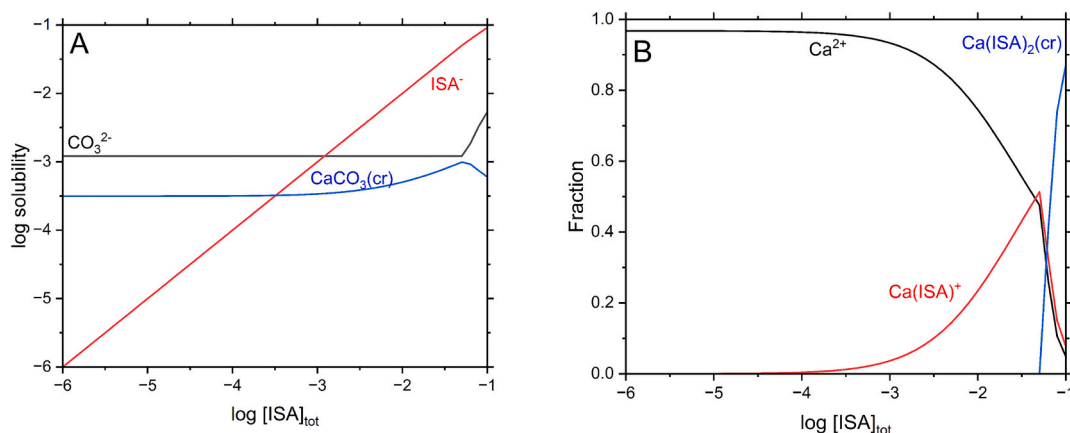 A
−1
−2
−3
−4
−5
−6
log solubility
CO₃²⁻
ISA⁻
CaCO₃(cr)
−6 −5 −4 −3 −2 −1
log [ISA]ₜₒₜ
B
1.0
0.8
0.6
0.4
0.2
0.0
Fraction
Ca²⁺
Ca(ISA)₂(cr)
Ca(ISA)⁺
−6 −5 −4 −3 −2 −1
log [ISA]ₜₒₜ